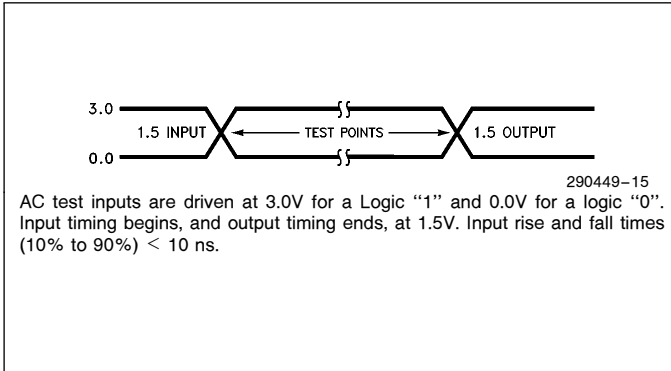 3.0
1.5 INPUT TEST POINTS 1.5 OUTPUT
0.0
290449–15
AC test inputs are driven at 3.0V for a Logic ‘‘1’’ and 0.0V for a logic ‘‘0’’.
Input timing begins, and output timing ends, at 1.5V. Input rise and fall times
(10% to 90%) < 10 ns.